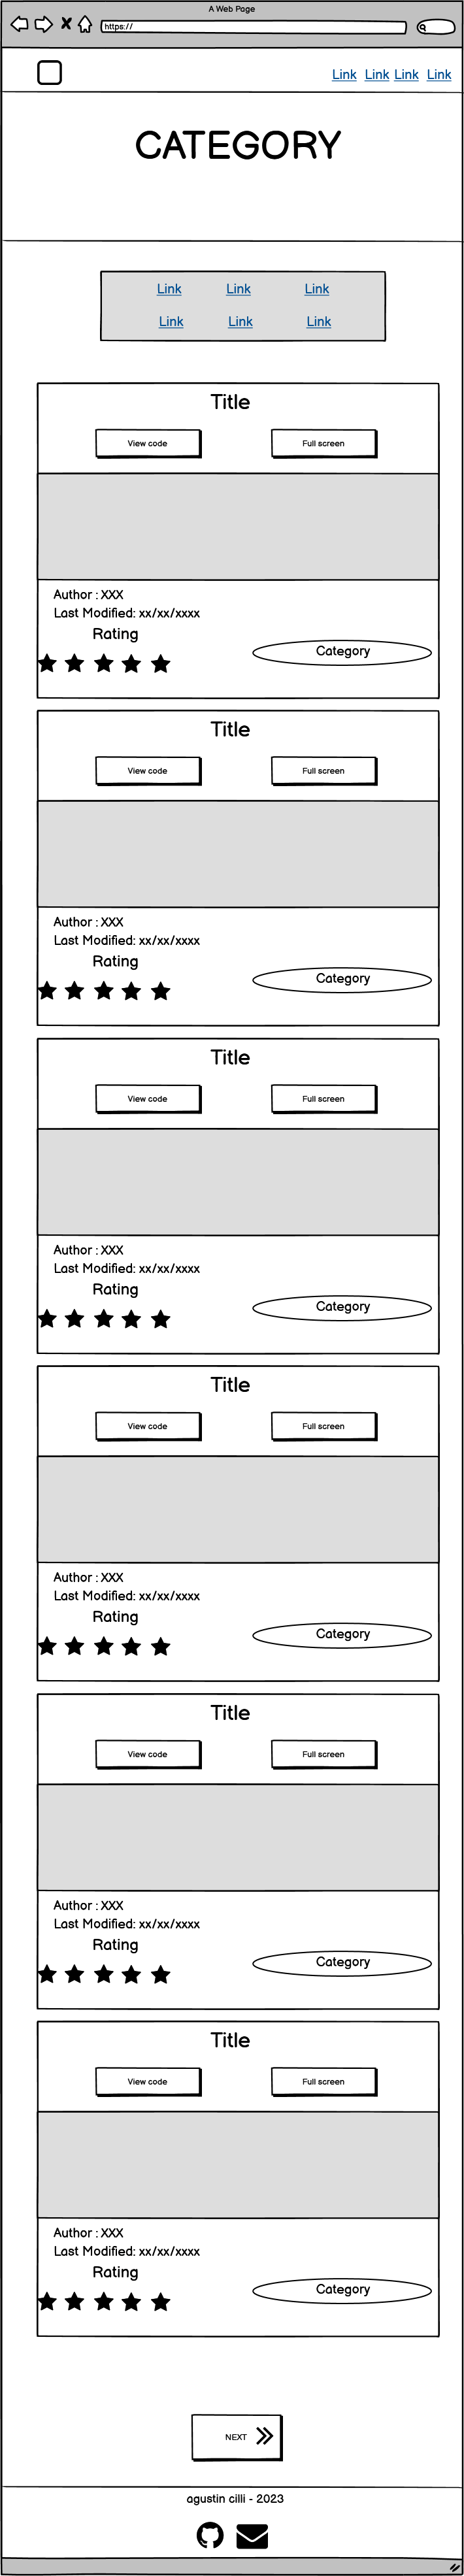 A Web Page
https://
Link Link Link Link
CATEGORY
Link Link Link
Link Link Link
Title
View code Full screen
Author : XXX
Last Modified: xx/xx/xxxx
Rating
Category
Title
View code Full screen
Author : XXX
Last Modified: xx/xx/xxxx
Rating
Category
Title
View code Full screen
Author : XXX
Last Modified: xx/xx/xxxx
Rating
Category
Title
View code Full screen
Author : XXX
Last Modified: xx/xx/xxxx
Rating
Category
Title
View code Full screen
Author : XXX
Last Modified: xx/xx/xxxx
Rating
Category
Title
View code Full screen
Author : XXX
Last Modified: xx/xx/xxxx
Rating
Category
NEXT
agustin cilli - 2023